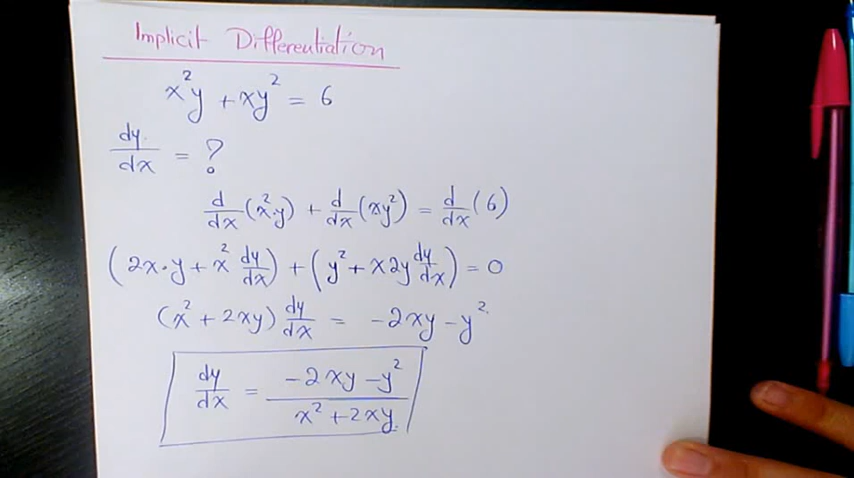 Implicit Differentiation
x²y + xy² = 6
dy/dx = ?
d/dx (x²·y) + d/dx (xy²) = d/dx (6)
(2x·y + x² dy/dx) + (y² + x2y dy/dx) = 0
(x² + 2xy) dy/dx = -2xy - y²
dy/dx = (-2xy - y²)/(x² + 2xy)